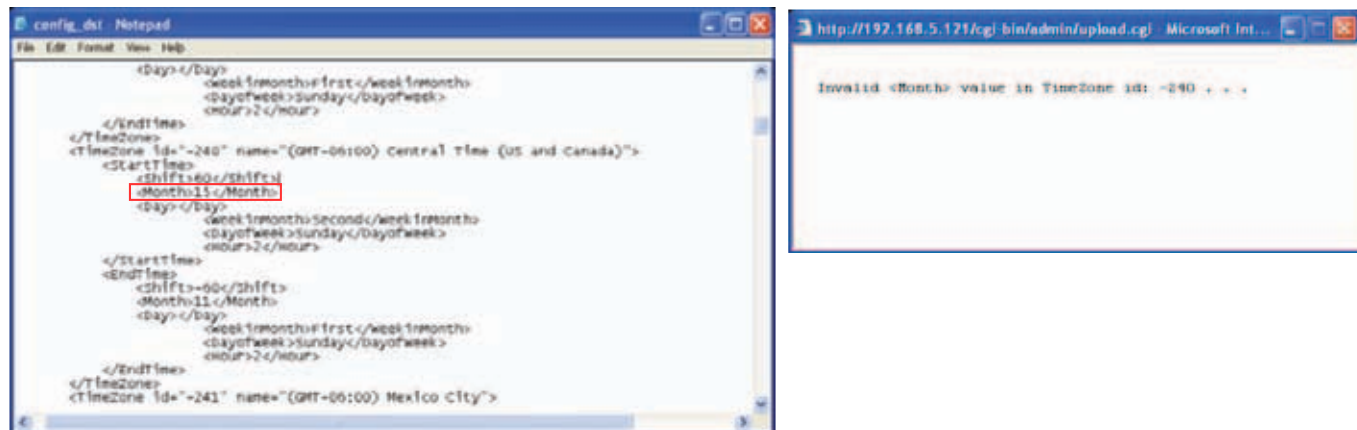 config_dst - Notepad
File Edit Format View Help
<Day></Day>
<WeekInMonth>First</WeekInMonth>
<DayofWeek>Sunday</DayofWeek>
<Hour>2</Hour>
</EndTime>
</TimeZone>
<TimeZone id="-240" name="(GMT-06:00) Central Time (US and Canada)">
<StartTime>
<Shift>60</Shift>
<Month>15</Month>
<Day></Day>
<WeekInMonth>Second</WeekInMonth>
<DayofWeek>Sunday</DayofWeek>
<Hour>2</Hour>
</StartTime>
<EndTime>
<Shift>-60</Shift>
<Month>11</Month>
<Day></Day>
<WeekInMonth>First</WeekInMonth>
<DayofWeek>Sunday</DayofWeek>
<Hour>2</Hour>
</EndTime>
</TimeZone>
<TimeZone id="-241" name="(GMT-06:00) Mexico City">
http://192.168.5.121/cgi-bin/admin/upload.cgi - Microsoft Int...
Invalid <Month> value in TimeZone id: -240 . . .